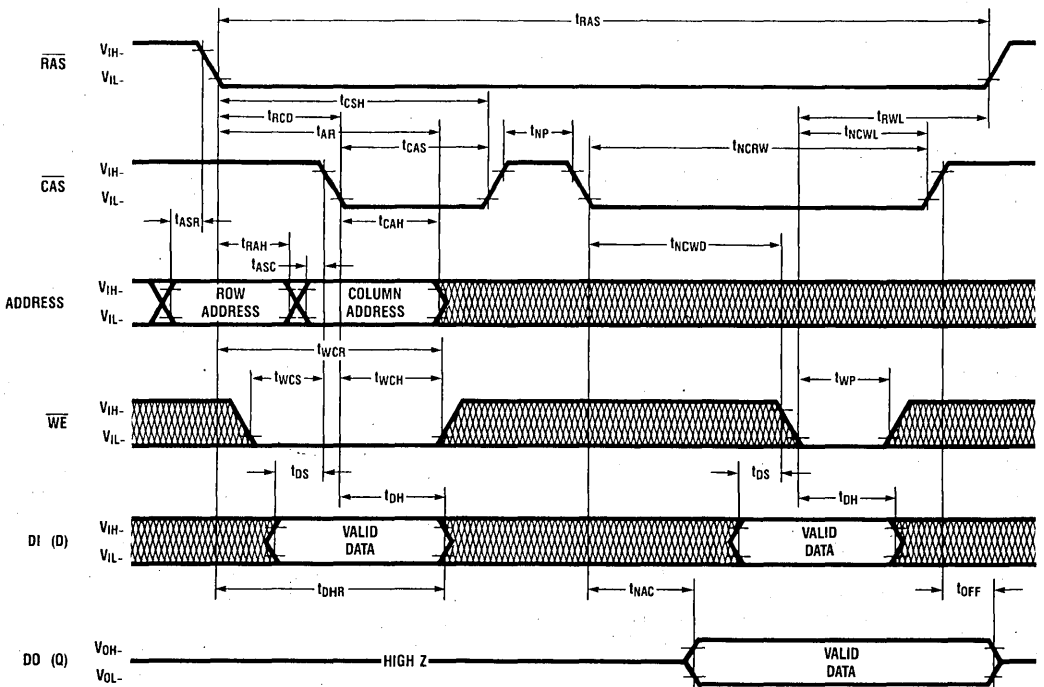 tRAS
RAS
VIH-
VIL-
tCSH
tRCD
tRWL
tAR
tNP
tNCWL
tCAS
tNCRW
CAS
VIH-
VIL-
tASR
tCAH
tRAH
tNCWD
tASC
ADDRESS
VIH-
VIL-
ROW
ADDRESS
COLUMN
ADDRESS
tWCR
tWCS
tWCH
tWP
WE
VIH-
VIL-
tDS
tDS
tDH
tDH
DI (D)
VIH-
VIL-
VALID
DATA
VALID
DATA
tDHR
tNAC
tOFF
DO (Q)
VOH-
VOL-
HIGH Z
VALID
DATA